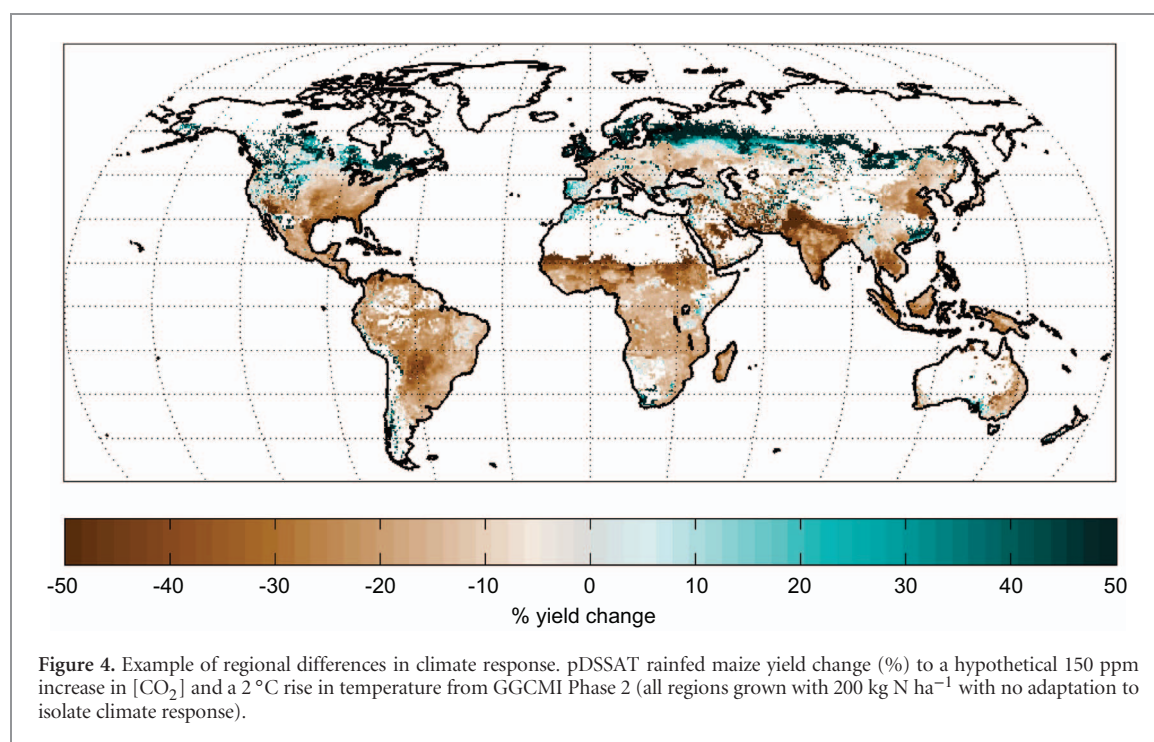 -50 -40 -30 -20 -10 0 10 20 30 40 50
% yield change
Figure 4. Example of regional differences in climate response. pDSSAT rainfed maize yield change (%) to a hypothetical 150 ppm
increase in [CO₂] and a 2 °C rise in temperature from GGCMI Phase 2 (all regions grown with 200 kg N ha⁻¹ with no adaptation to
isolate climate response).